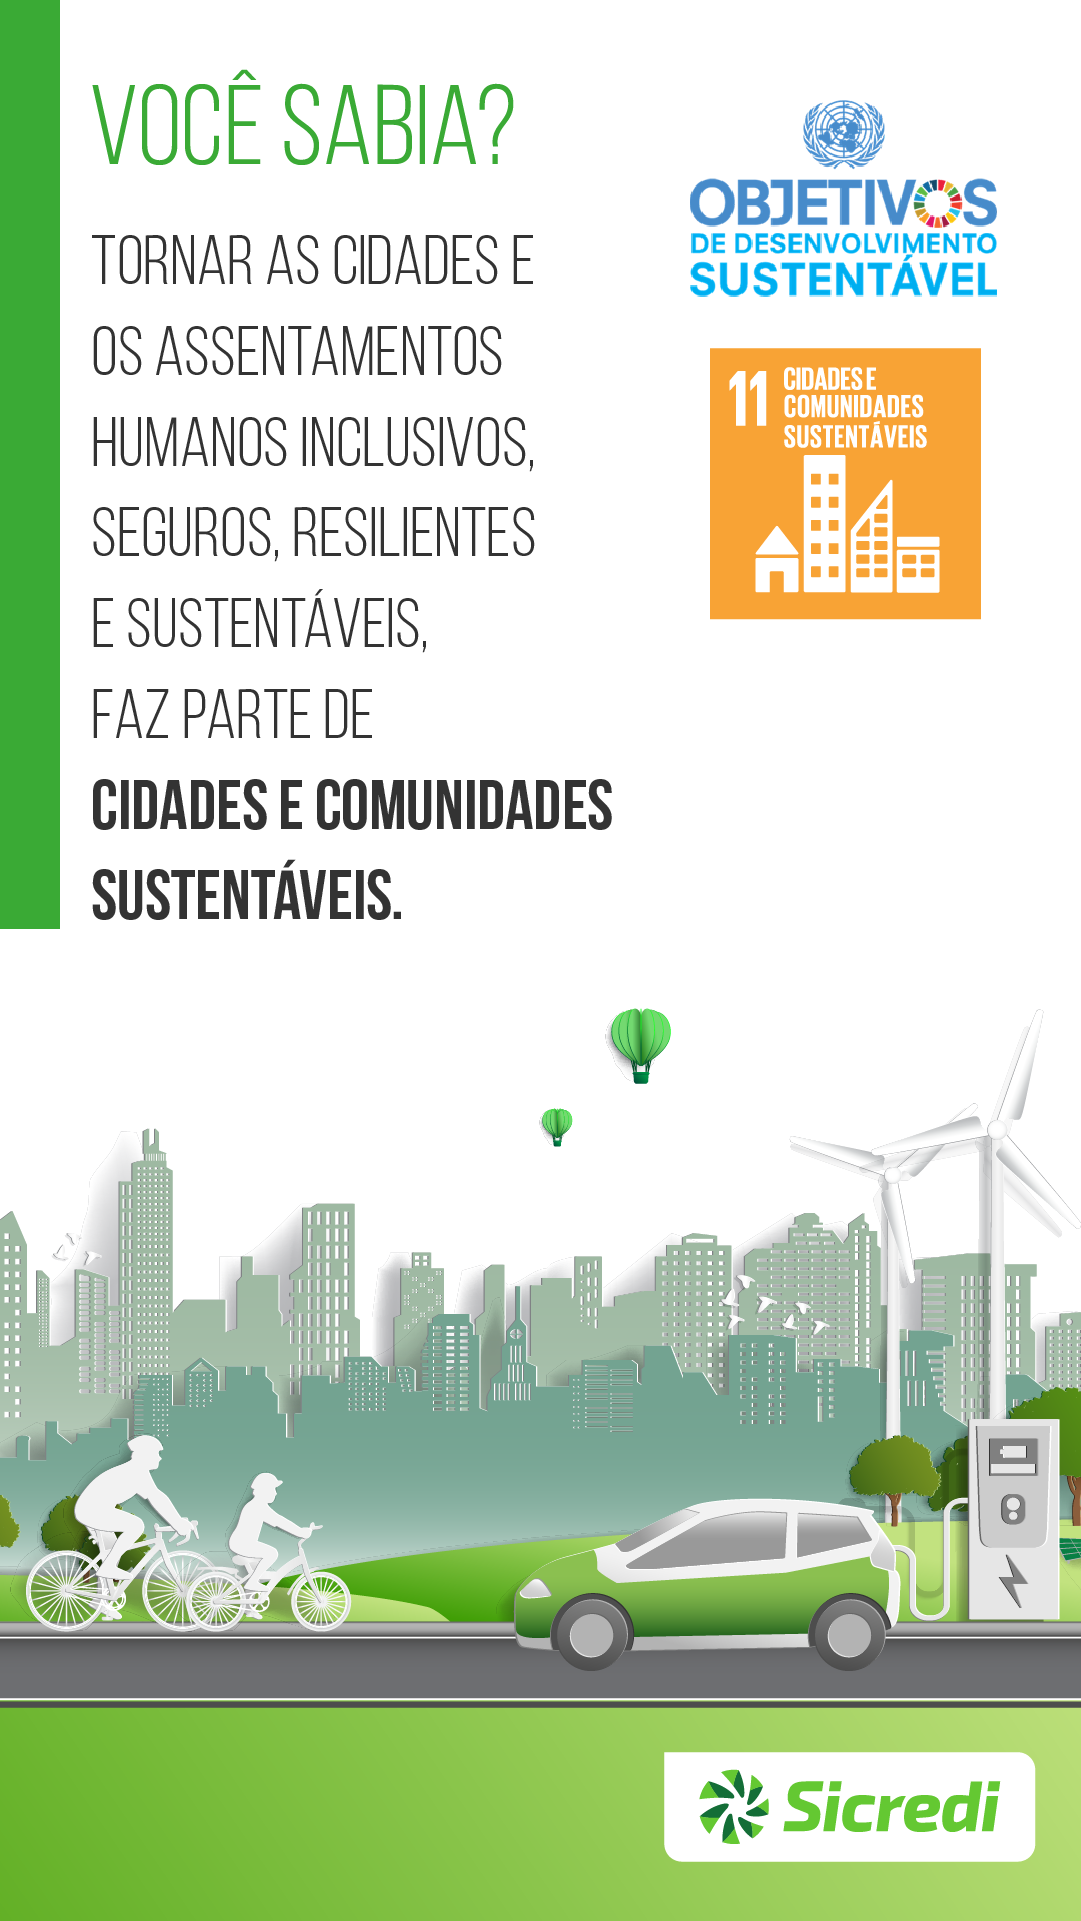 VOCÊ SABIA?
TORNAR AS CIDADES E
OS ASSENTAMENTOS
HUMANOS INCLUSIVOS,
SEGUROS, RESILIENTES
E SUSTENTÁVEIS,
FAZ PARTE DE
CIDADES E COMUNIDADES
SUSTENTÁVEIS.
OBJETIVOS
DE DESENVOLVIMENTO
SUSTENTÁVEL
11
CIDADES E
COMUNIDADES
SUSTENTÁVEIS
Sicredi